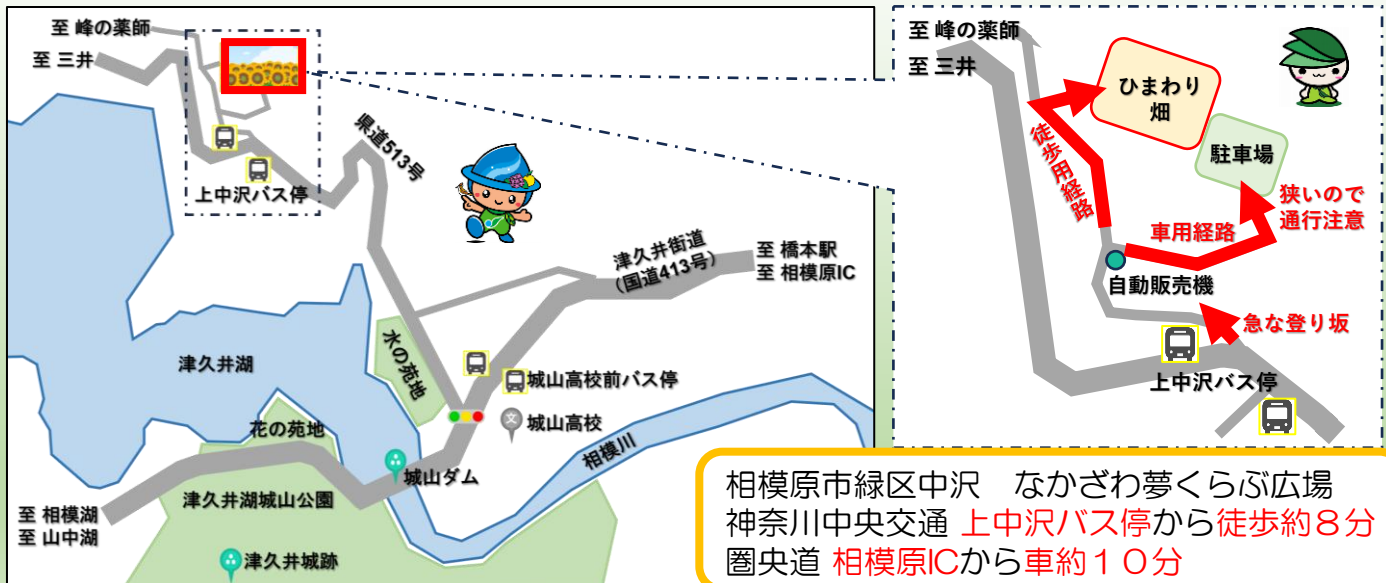 至 峰の薬師
至 三井
上中沢バス停
県道513号
津久井街道
(国道413号)
至 橋本駅
至 相模原IC
津久井湖
水の苑地
城山高校前バス停
文
城山高校
花の苑地
相模川
城山ダム
津久井湖城山公園
至 相模湖
至 山中湖
津久井城跡
至 峰の薬師
至 三井
ひまわり
畑
駐車場
徒歩用経路
狭いので
通行注意
車用経路
自動販売機
急な登り坂
上中沢バス停
相模原市緑区中沢 なかざわ夢くらぶ広場
神奈川中央交通 上中沢バス停から徒歩約8分
圏央道 相模原ICから車約10分